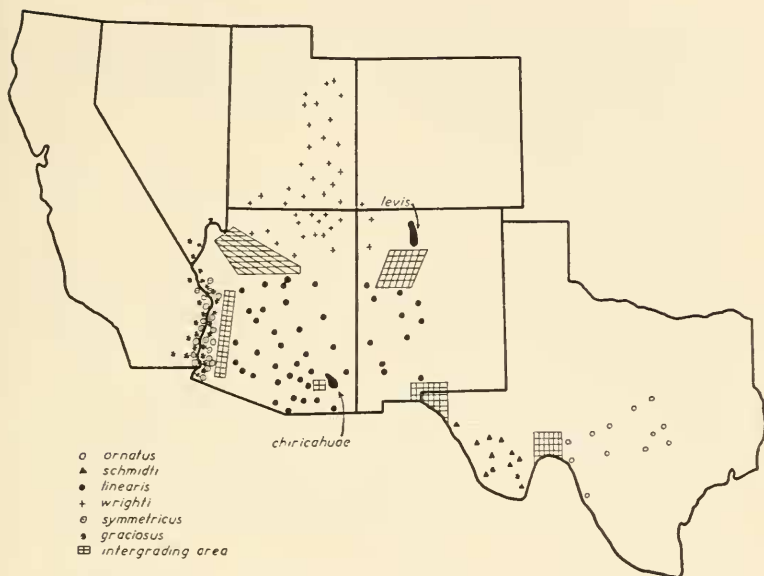 levis
chiricahuae
ornatus
schmidti
linearis
wrighti
symmetricus
graciosus
intergrading area